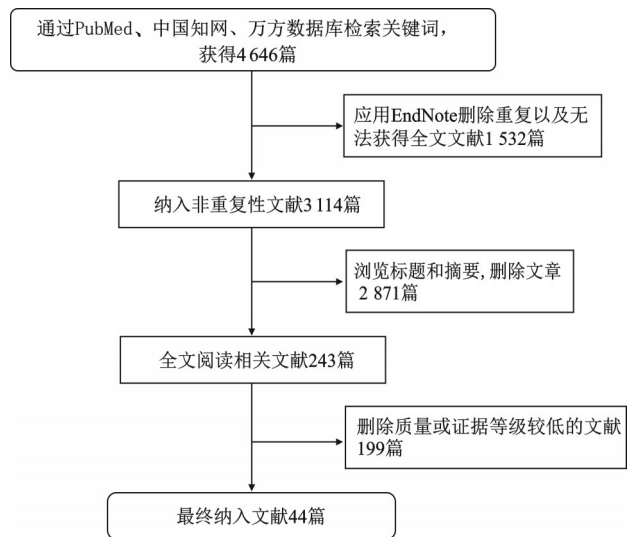 通过PubMed、中国知网、万方数据库检索关键词，
获得4 646篇
应用EndNote删除重复以及无
法获得全文文献1 532篇
纳入非重复性文献3 114篇
浏览标题和摘要,删除文章
2 871篇
全文阅读相关文献243篇
删除质量或证据等级较低的文献
199篇
最终纳入文献44篇